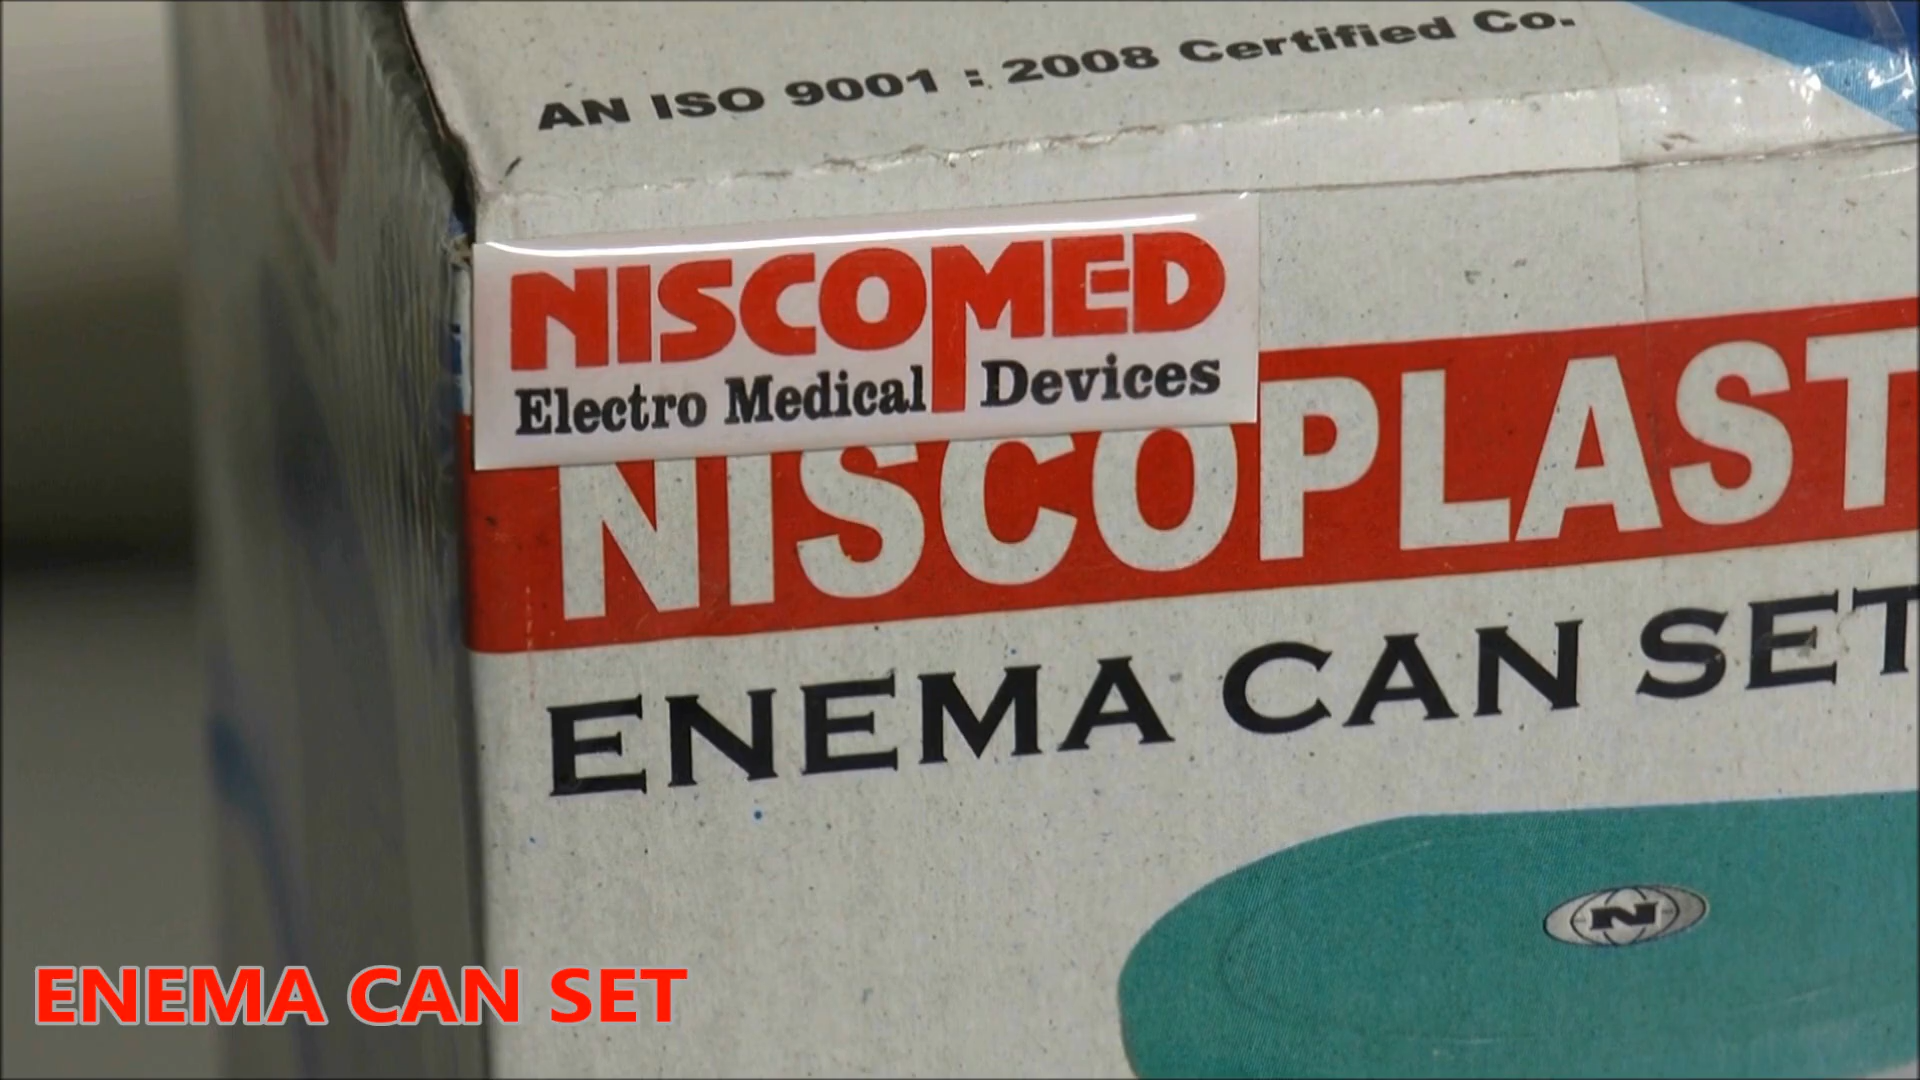 AN ISO 9001 : 2008 Certified Co.
NISCOMED
Electro Medical Devices
NISCOPLAST
ENEMA CAN SET
N
ENEMA CAN SET